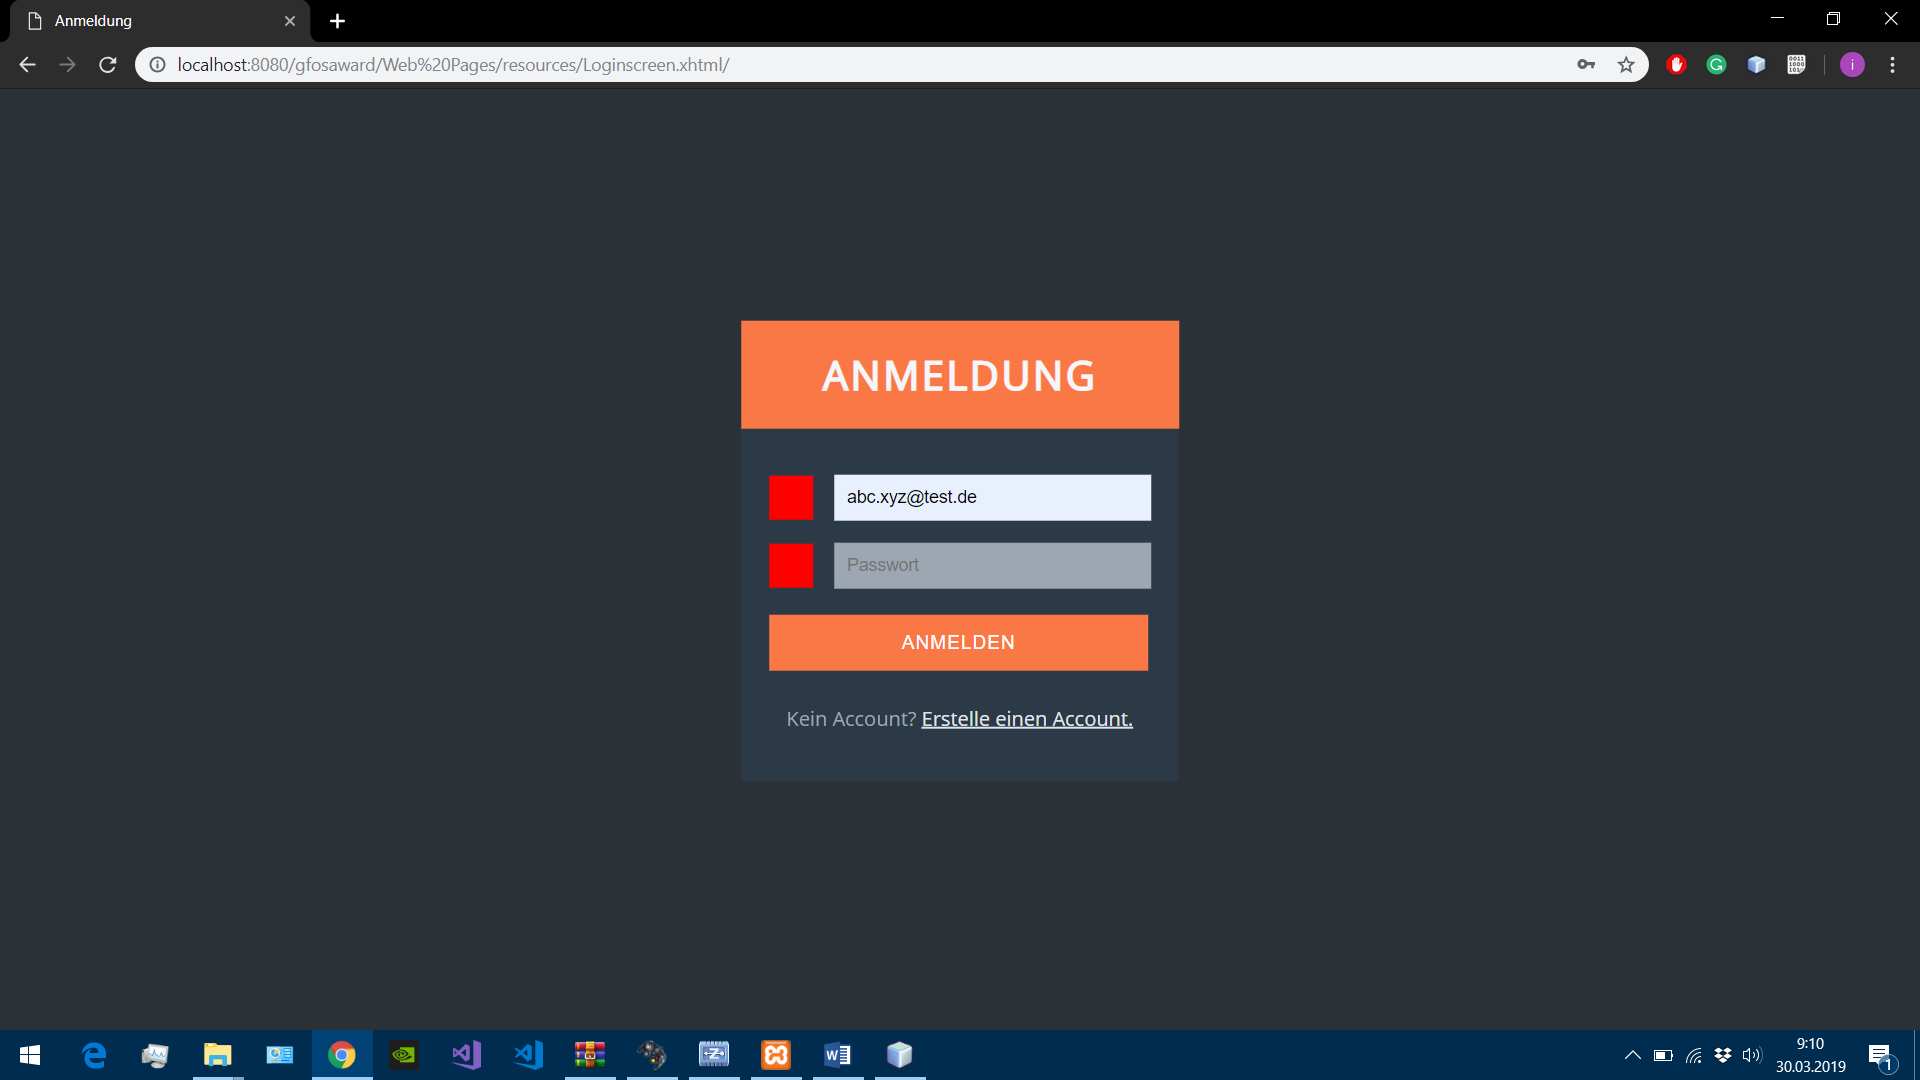 Anmeldung
localhost:8080/gfosaward/Web%20Pages/resources/Loginscreen.xhtml/
i
ANMELDUNG
abc.xyz@test.de
Passwort
ANMELDEN
Kein Account? Erstelle einen Account.
9:10
30.03.2019
1